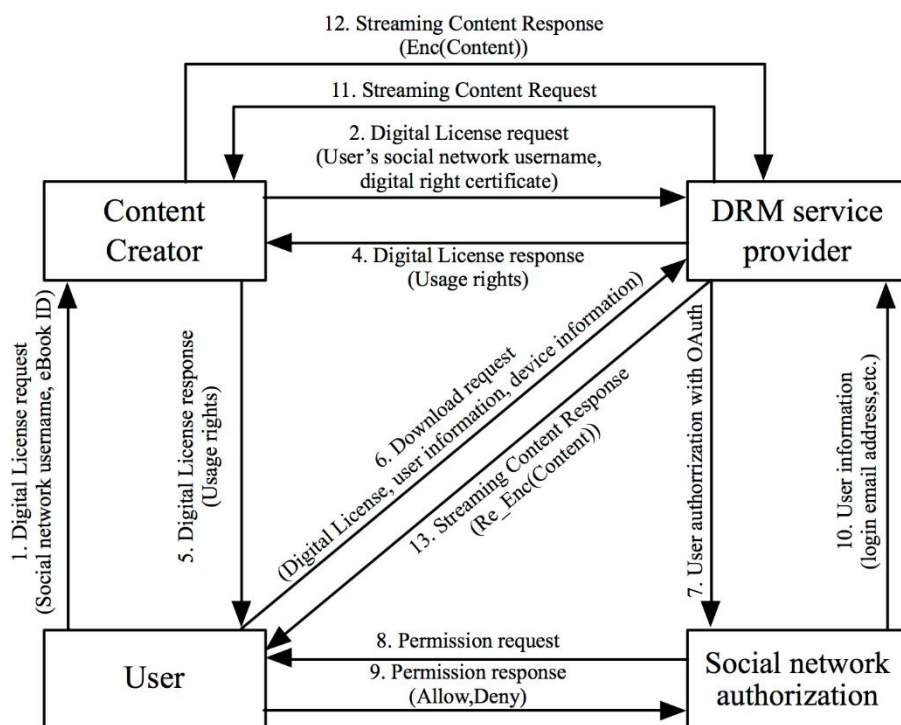 12. Streaming Content Response
(Enc(Content))
11. Streaming Content Request
2. Digital License request
(User's social network username,
digital right certificate)
Content
Creator
DRM service
provider
4. Digital License response
(Usage rights)
1. Digital License request
(Social network username, eBook ID)
5. Digital License response
(Usage rights)
6. Download request
(Digital License, user information, device information)
13. Streaming Content Response
(Re_Enc(Content))
7. User authorization with OAuth
10. User information
(login email address,etc.)
8. Permission request
9. Permission response
(Allow,Deny)
User
Social network
authorization